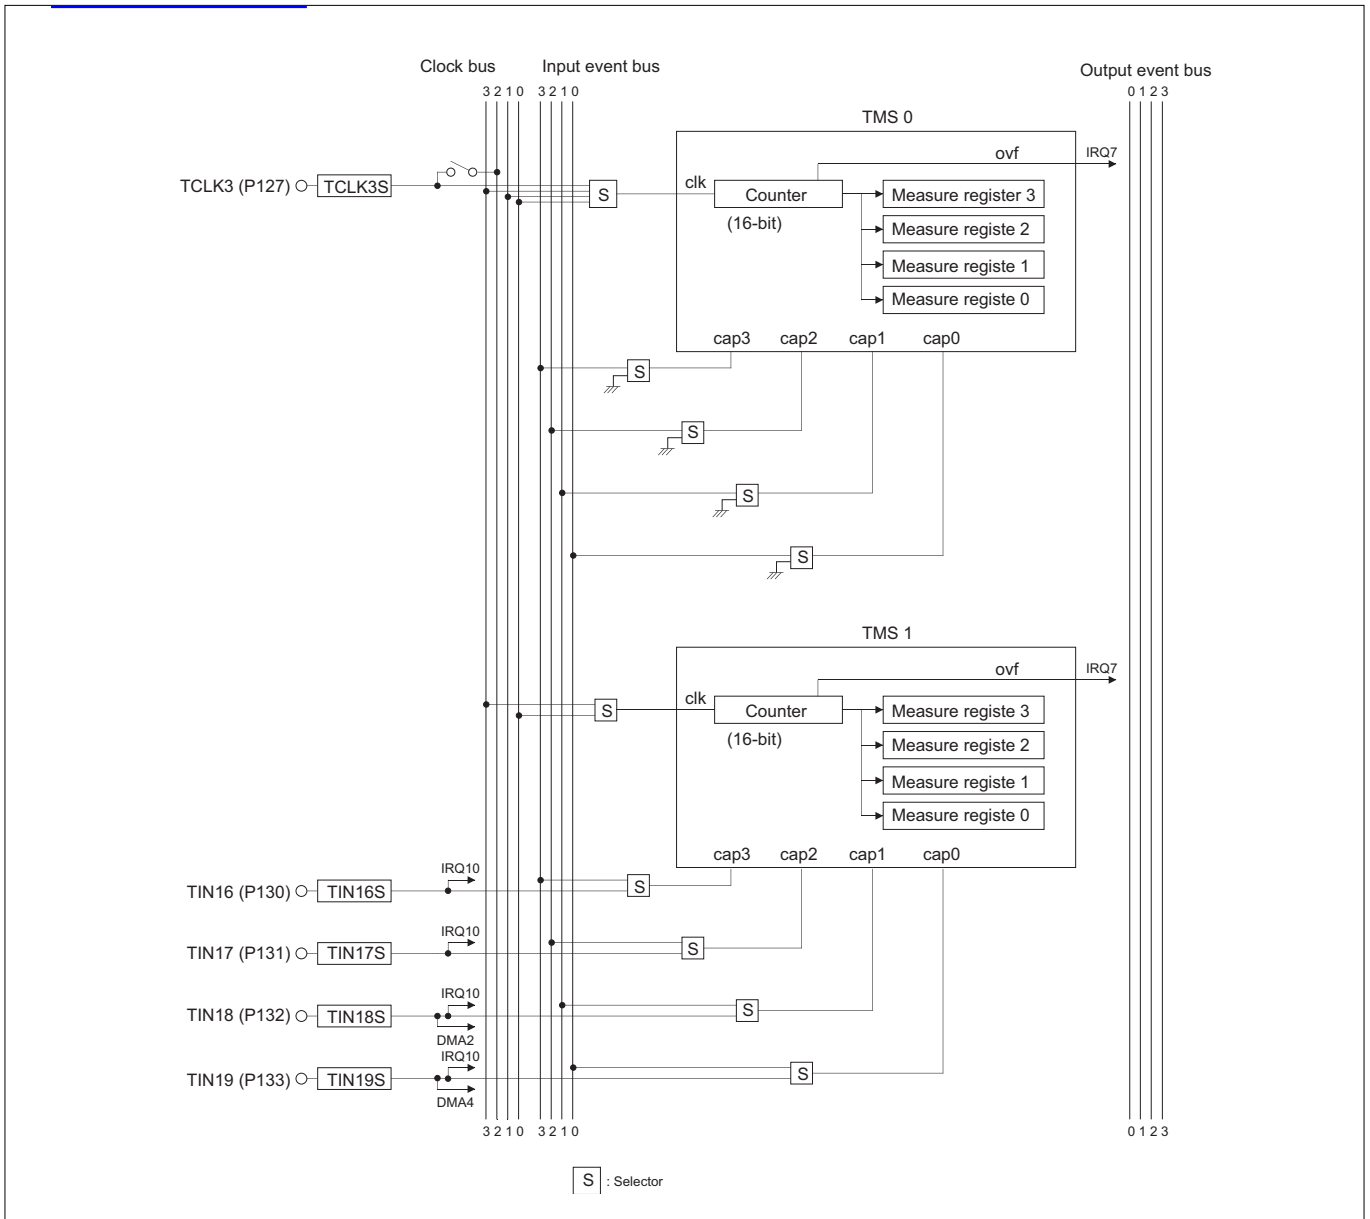 Clock bus
Input event bus
Output event bus
3 2 1 0
3 2 1 0
0 1 2 3
TMS 0
ovf
IRQ7
TCLK3 (P127)
TCLK3S
S
clk
Counter
(16-bit)
Measure register 3
Measure registe 2
Measure registe 1
Measure registe 0
cap3
cap2
cap1
cap0
S
S
S
S
TMS 1
ovf
IRQ7
S
clk
Counter
(16-bit)
Measure registe 3
Measure registe 2
Measure registe 1
Measure registe 0
cap3
cap2
cap1
cap0
IRQ10
TIN16 (P130)
TIN16S
S
IRQ10
TIN17 (P131)
TIN17S
S
IRQ10
TIN18 (P132)
TIN18S
S
DMA2
IRQ10
TIN19 (P133)
TIN19S
S
DMA4
3 2 1 0
3 2 1 0
0 1 2 3
S : Selector